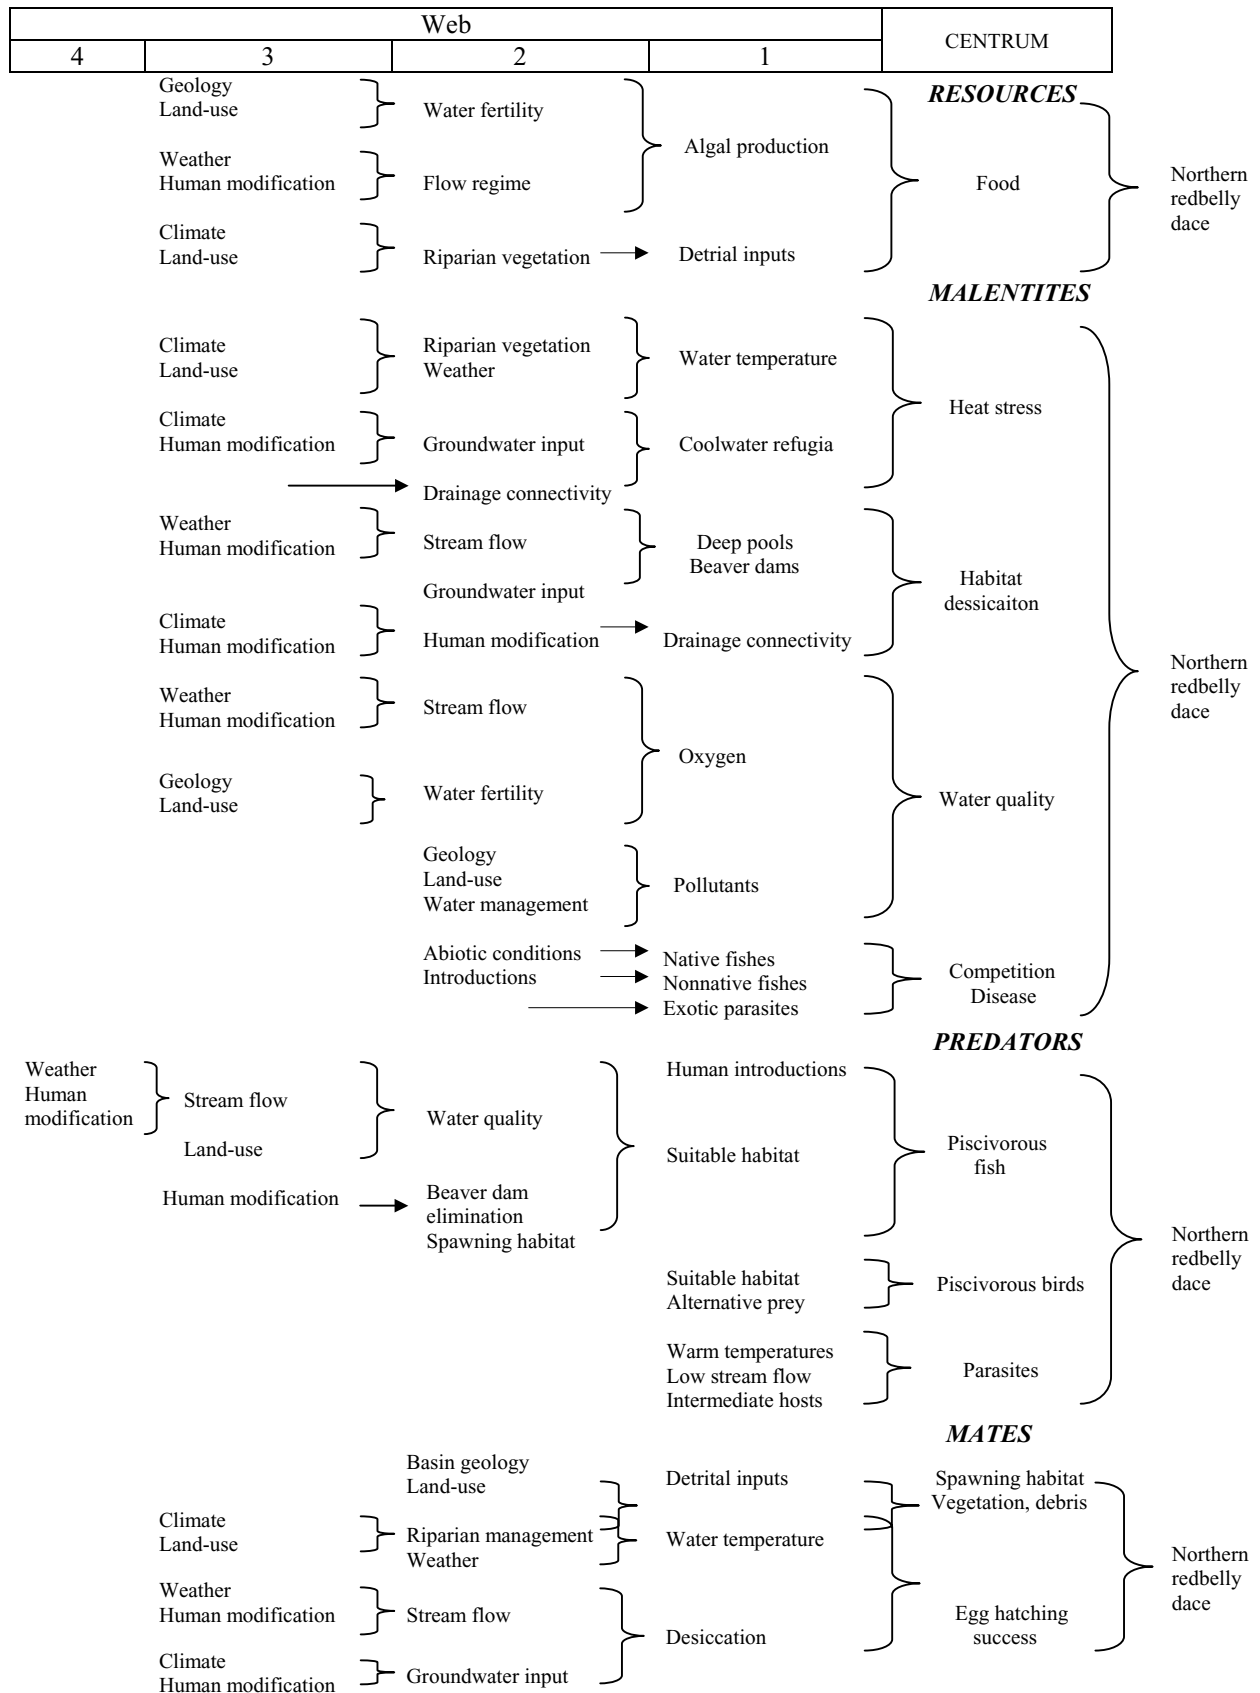 Web
CENTRUM
4 3 2 1
RESOURCES
Geology
Land-use
Water fertility
Algal production
Weather
Human modification
Flow regime
Food
Northern
redbelly
dace
Climate
Land-use
Riparian vegetation
Detrial inputs
MALENTITES
Climate
Land-use
Riparian vegetation
Weather
Water temperature
Heat stress
Climate
Human modification
Groundwater input
Coolwater refugia
Drainage connectivity
Weather
Human modification
Stream flow
Deep pools
Beaver dams
Groundwater input
Habitat
dessicaiton
Climate
Human modification
Human modification
Drainage connectivity
Northern
redbelly
dace
Weather
Human modification
Stream flow
Oxygen
Geology
Land-use
Water fertility
Water quality
Geology
Land-use
Water management
Pollutants
Abiotic conditions
Introductions
Native fishes
Nonnative fishes
Exotic parasites
Competition
Disease
PREDATORS
Weather
Human
modification
Stream flow
Land-use
Water quality
Human introductions
Suitable habitat
Piscivorous
fish
Human modification
Beaver dam
elimination
Spawning habitat
Northern
redbelly
dace
Suitable habitat
Alternative prey
Piscivorous birds
Warm temperatures
Low stream flow
Intermediate hosts
Parasites
MATES
Basin geology
Land-use
Detrital inputs
Spawning habitat
Vegetation, debris
Climate
Land-use
Riparian management
Weather
Water temperature
Northern
redbelly
dace
Weather
Human modification
Stream flow
Desiccation
Egg hatching
success
Climate
Human modification
Groundwater input